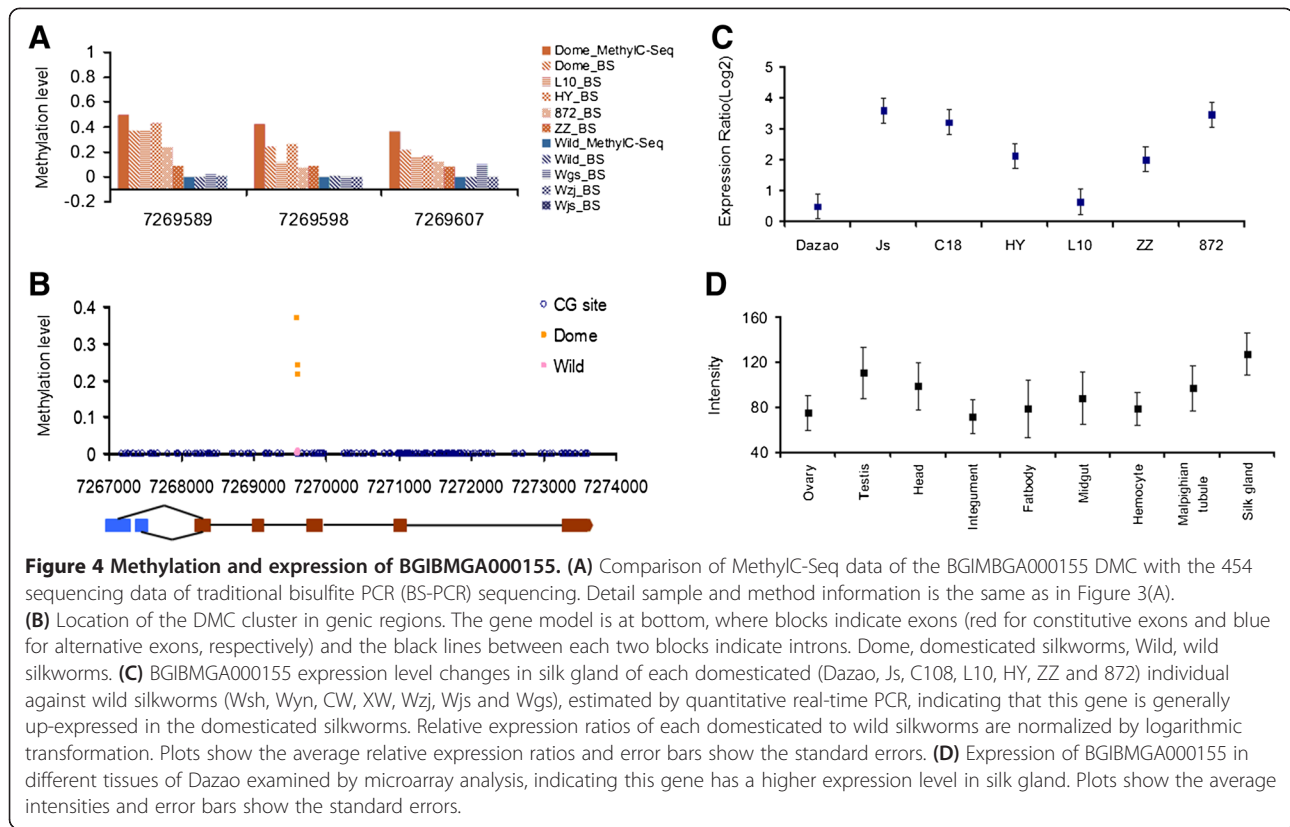 A
1
0.8
0.6
0.4
0.2
0
-0.2
Methylation level
7269589 7269598 7269607
Dome_MethylC-Seq
Dome_BS
L10_BS
HY_BS
872_BS
ZZ_BS
Wild_MethylC-Seq
Wild_BS
Wgs_BS
Wzj_BS
Wjs_BS
C
Expression Ratio(Log2)
5
4
3
2
1
0
Dazao Js C18 HY L10 ZZ 872
B
Methylation level
0.4
0.3
0.2
0.1
0
7267000 7268000 7269000 7270000 7271000 7272000 7273000 7274000
CG site
Dome
Wild
D
Intensity
160
120
80
40
Ovary
Testis
Head
Integument
Fatbody
Midgut
Hemocyte
Malpighian
tubule
Silk gland
Figure 4 Methylation and expression of BGIBMGA000155. (A) Comparison of MethylC-Seq data of the BGIMBGA000155 DMC with the 454
sequencing data of traditional bisulfite PCR (BS-PCR) sequencing. Detail sample and method information is the same as in Figure 3(A).
(B) Location of the DMC cluster in genic regions. The gene model is at bottom, where blocks indicate exons (red for constitutive exons and blue
for alternative exons, respectively) and the black lines between each two blocks indicate introns. Dome, domesticated silkworms, Wild, wild
silkworms. (C) BGIBMGA000155 expression level changes in silk gland of each domesticated (Dazao, Js, C108, L10, HY, ZZ and 872) individual
against wild silkworms (Wsh, Wyn, CW, XW, Wzj, Wjs and Wgs), estimated by quantitative real-time PCR, indicating that this gene is generally
up-expressed in the domesticated silkworms. Relative expression ratios of each domesticated to wild silkworms are normalized by logarithmic
transformation. Plots show the average relative expression ratios and error bars show the standard errors. (D) Expression of BGIBMGA000155 in
different tissues of Dazao examined by microarray analysis, indicating this gene has a higher expression level in silk gland. Plots show the average
intensities and error bars show the standard errors.